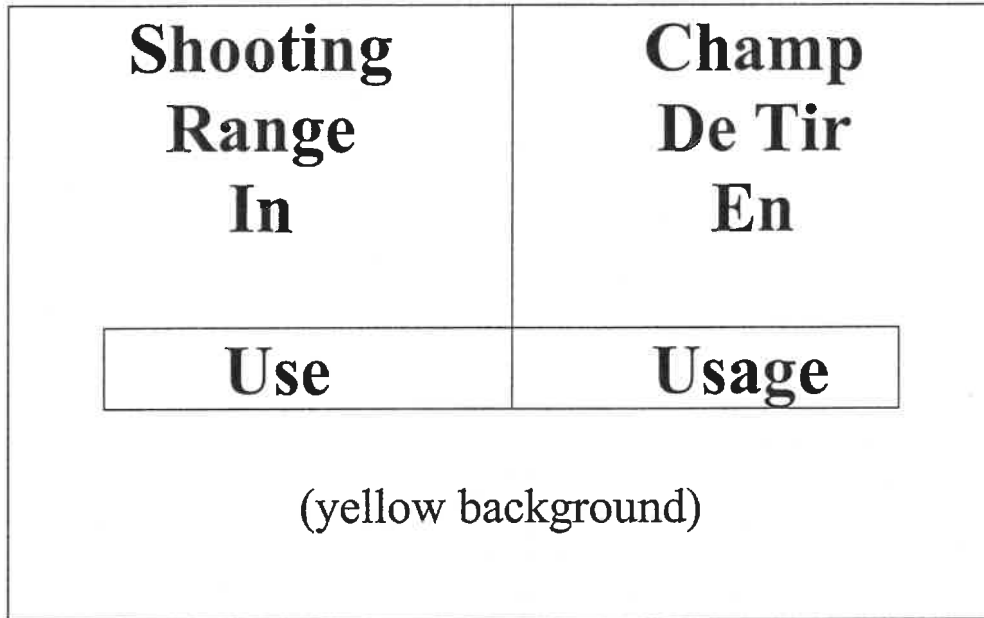 Shooting
Range
In
Use
Champ
De Tir
En
Usage
(yellow background)